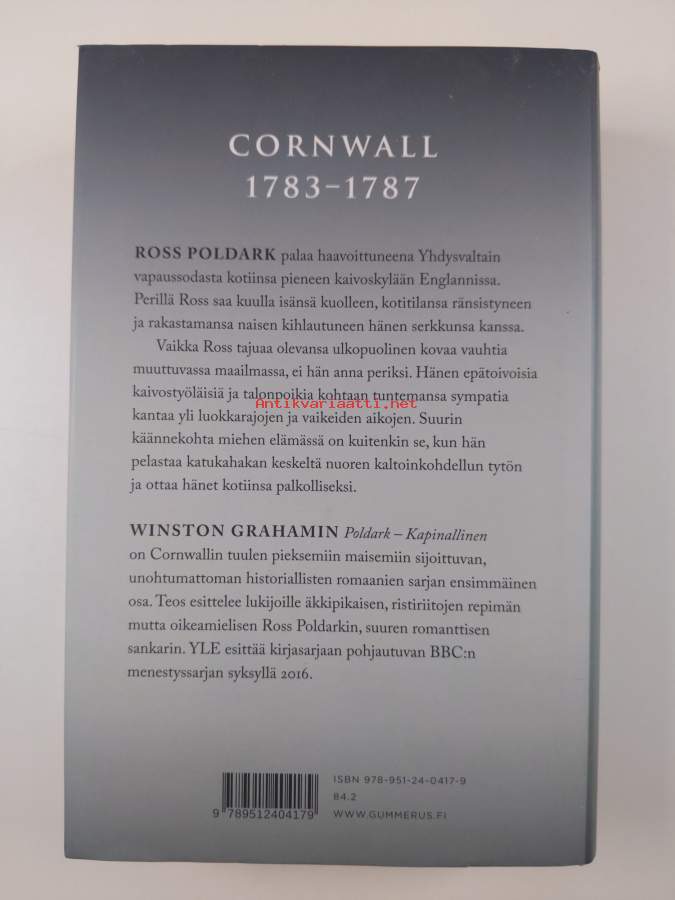 CORNWALL
1783–1787
ROSS POLDARK palaa haavoittuneena Yhdysvaltain
vapaussodasta kotiinsa pieneen kaivoskylään Englannissa.
Perillä Ross saa kuulla isänsä kuolleen, kotitilansa ränsistyneen
ja rakastamansa naisen kihlautuneen hänen serkkunsa kanssa.
Vaikka Ross tajuaa olevansa ulkopuolinen kovaa vauhtia
muuttuvassa maailmassa, ei hän anna periksi. Hänen epätoivoisia
kaivostyöläisiä ja talonpoikia kohtaan tuntemansa sympatia
Antikvariaatti.net
kantaa yli luokkarajojen ja vaikeiden aikojen. Suurin
käännekohta miehen elämässä on kuitenkin se, kun hän
pelastaa katukahakan keskeltä nuoren kaltoinkohdellun tytön
ja ottaa hänet kotiinsa palkolliseksi.
WINSTON GRAHAMIN Poldark – Kapinallinen
on Cornwallin tuulen pieksemiin maisemiin sijoittuvan,
unohtumattoman historiallisten romaanien sarjan ensimmäinen
osa. Teos esittelee lukijoille äkkipikaisen, ristiriitojen repimän
mutta oikeamielisen Ross Poldarkin, suuren romanttisen
sankarin. YLE esittää kirjasarjaan pohjautuvan BBC:n
menestyssarjan syksyllä 2016.
ISBN 978-951-24-0417-9
84.2
WWW.GUMMERUS.FI
9 789512 404179